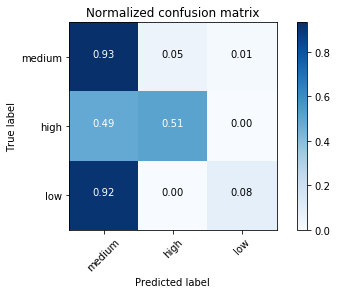 Normalized confusion matrix
True label
medium
0.93 0.05 0.01
high
0.49 0.51 0.00
low
0.92 0.00 0.08
medium high low
Predicted label
0.8
0.6
0.4
0.2
0.0